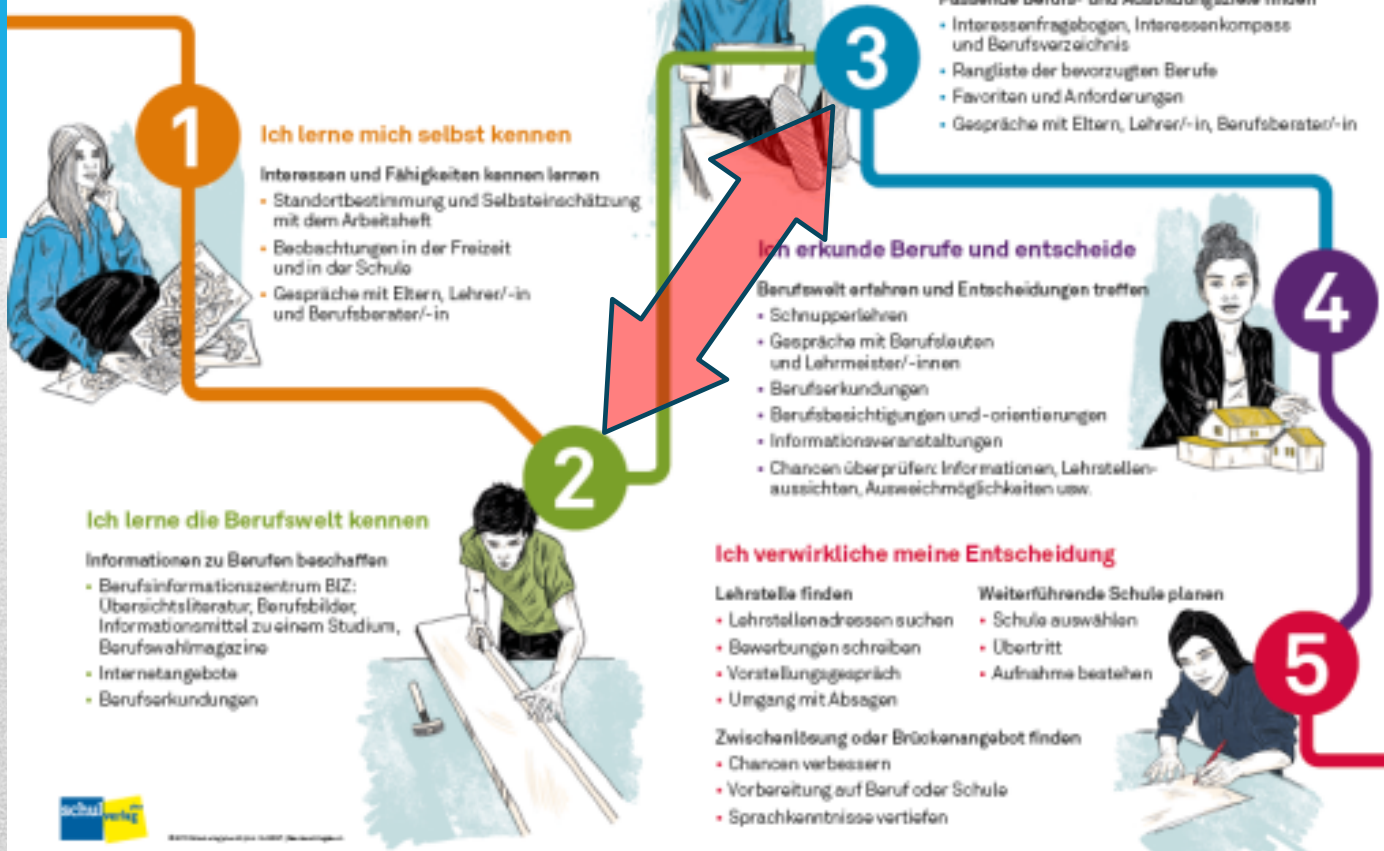 1
Ich lerne mich selbst kennen
Interessen und Fähigkeiten kennen lernen
• Standortbestimmung und Selbsteinschätzung
mit dem Arbeitsheft
• Beobachtungen in der Freizeit
und in der Schule
• Gespräche mit Eltern, Lehrer/-in
und Berufsberater/-in
2
Ich lerne die Berufswelt kennen
Informationen zu Berufen beschaffen
• Berufsinformationszentrum BIZ:
Übersichtsliteratur, Berufsbilder,
Informationsmittel zu einem Studium,
Berufswahlmagazine
• Internetangebote
• Berufserkundungen
3
Passende Berufs- und Ausbildungsziele finden
• Interessenfragebogen, Interessenkompass
und Berufsverzeichnis
• Rangliste der bevorzugten Berufe
• Favoriten und Anforderungen
• Gespräche mit Eltern, Lehrer/-in, Berufsberater/-in
4
Ich erkunde Berufe und entscheide
Berufswelt erfahren und Entscheidungen treffen
• Schnupperlehren
• Gespräche mit Berufsleuten
und Lehrmeister/-innen
• Berufserkundungen
• Berufsbesichtigungen und -orientierungen
• Informationsveranstaltungen
• Chancen überprüfen: Informationen, Lehrstellen-
aussichten, Ausweichmöglichkeiten usw.
5
Ich verwirkliche meine Entscheidung
Lehrstelle finden
• Lehrstellenadressen suchen
• Bewerbungen schreiben
• Vorstellungsgespräch
• Umgang mit Absagen
Weiterführende Schule planen
• Schule auswählen
• Übertritt
• Aufnahme bestehen
Zwischenlösung oder Brückenangebot finden
• Chancen verbessern
• Vorbereitung auf Beruf oder Schule
• Sprachkenntnisse vertiefen
schul
verlag